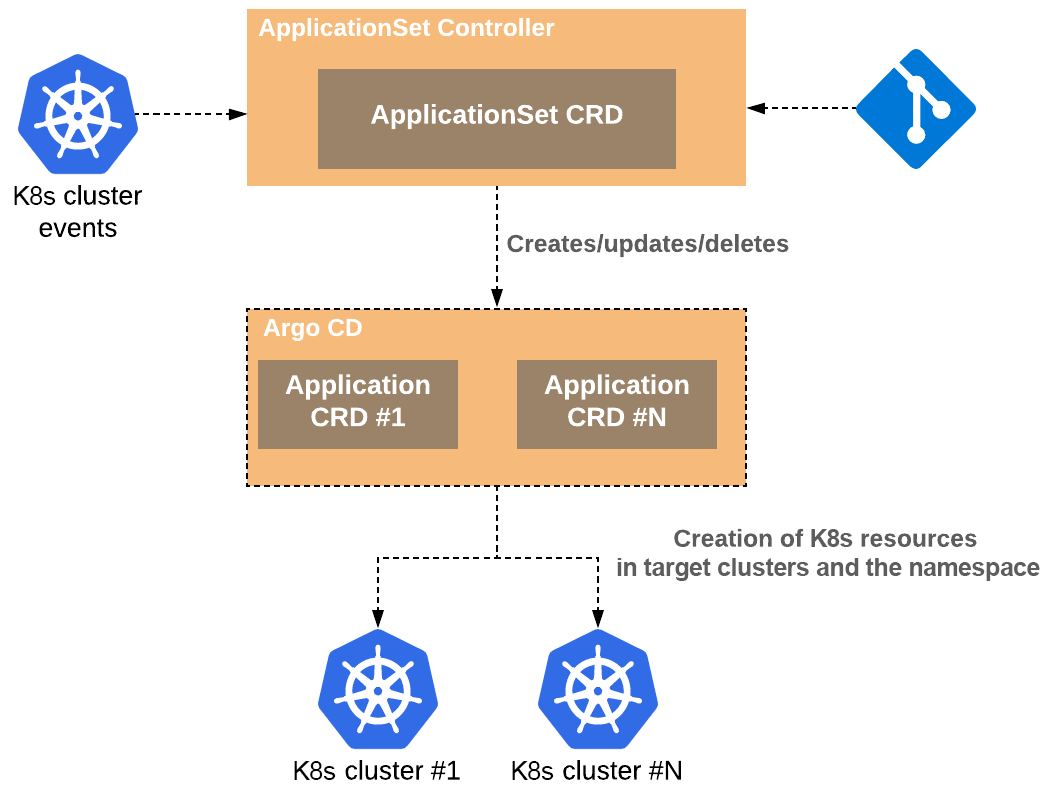 ApplicationSet Controller
ApplicationSet CRD
K8s cluster
events
Creates/updates/deletes
Argo CD
Application
CRD #1
Application
CRD #N
Creation of K8s resources
in target clusters and the namespace
K8s cluster #1
K8s cluster #N